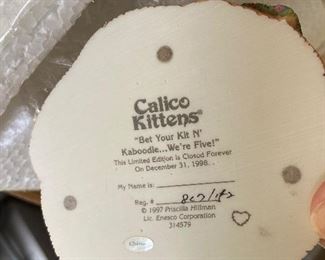 Calico
Kittens®
"Bet Your Kit N'
Kaboodle...We're Five!"
This Limited Edition is Closed Forever
On December 31, 1998.
My Name is:
Reg. #
© 1997 Priscilla Hillman
Lic. Enesco Corporation
314579